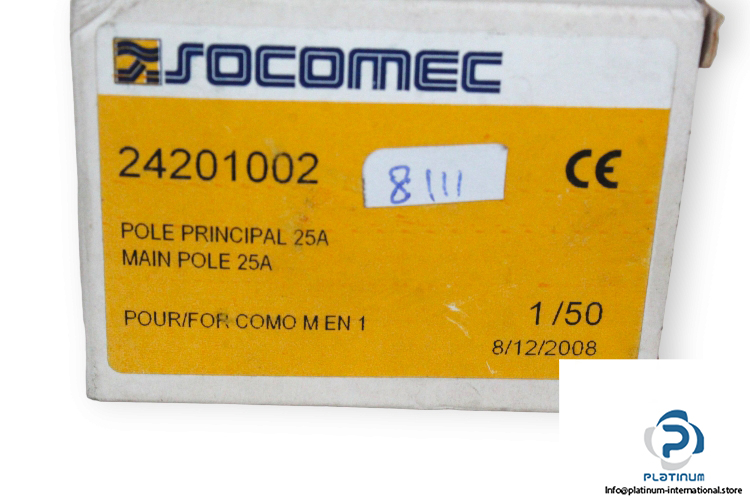 SOCOMEC
24201002
8111
CE
POLE PRINCIPAL 25A
MAIN POLE 25A
POUR/FOR COMO M EN 1
1/50
8/12/2008
PLATINUM
Info@platinum-international.store